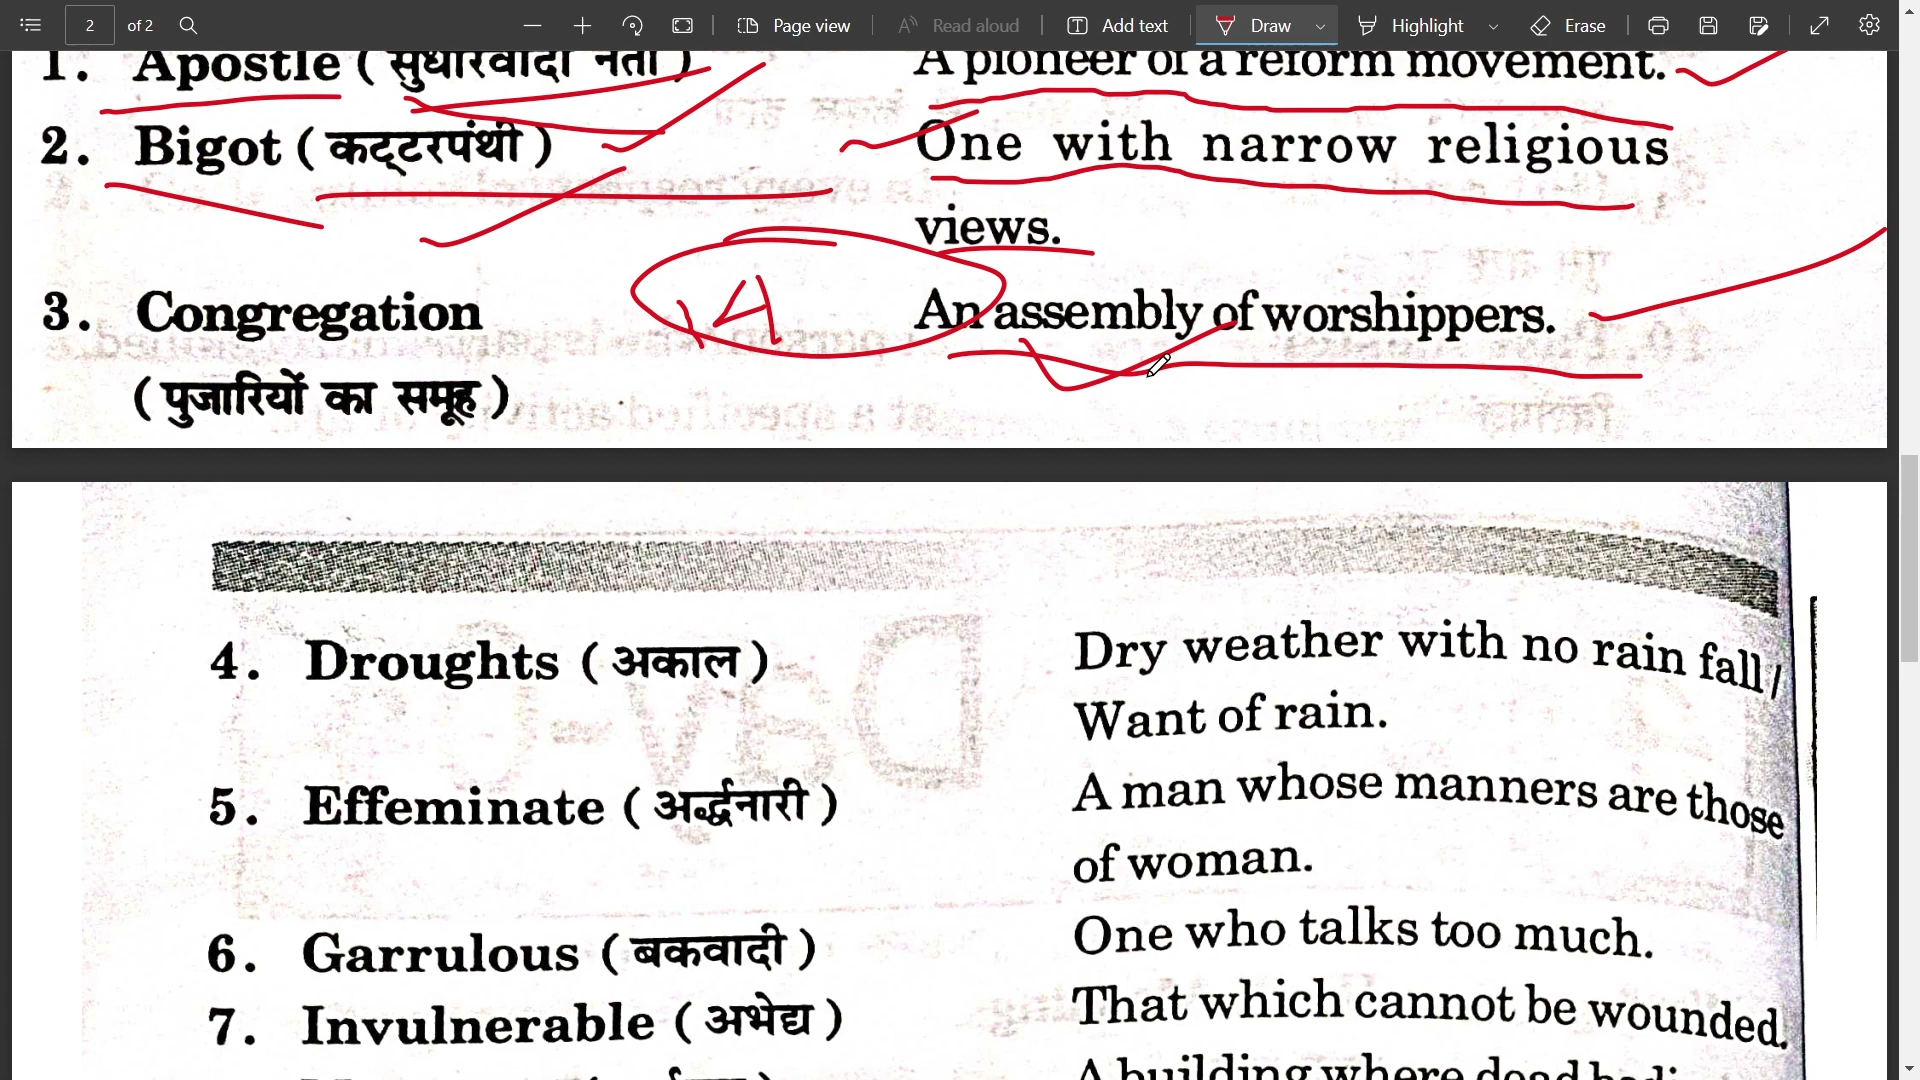 2 of 2 Page view Read aloud Add text Draw Highlight Erase
1. Apostle ( सुधारवादी नेता ) A pioneer of a reform movement.
2. Bigot ( कट्टरपंथी ) One with narrow religious
views.
3. Congregation An assembly of worshippers.
( पुजारियों का समूह )
4. Droughts ( अकाल ) Dry weather with no rain fall /
Want of rain.
5. Effeminate ( अर्द्धनारी ) A man whose manners are those
of woman.
6. Garrulous ( बकवादी ) One who talks too much.
7. Invulnerable ( अभेद्य ) That which cannot be wounded.
A building where dead